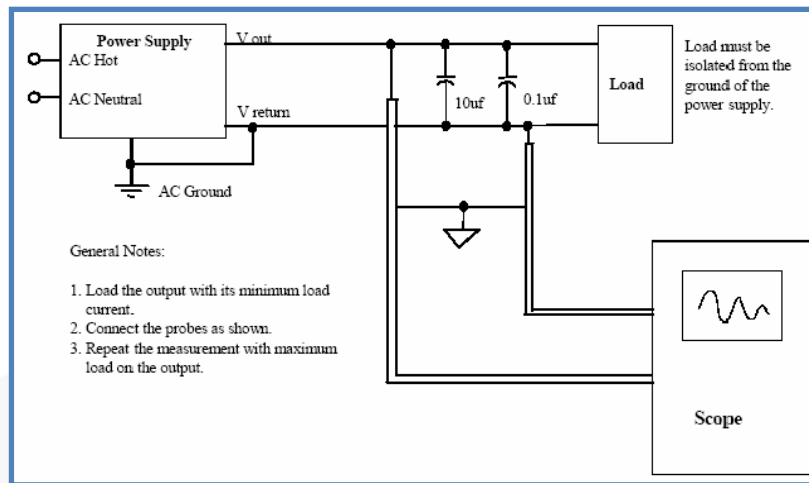 Power Supply
V out
AC Hot
AC Neutral
V return
10uf
0.1uf
Load
Load must be
isolated from the
ground of the
power supply.
AC Ground
General Notes:
1. Load the output with its minimum load
current.
2. Connect the probes as shown.
3. Repeat the measurement with maximum
load on the output.
Scope